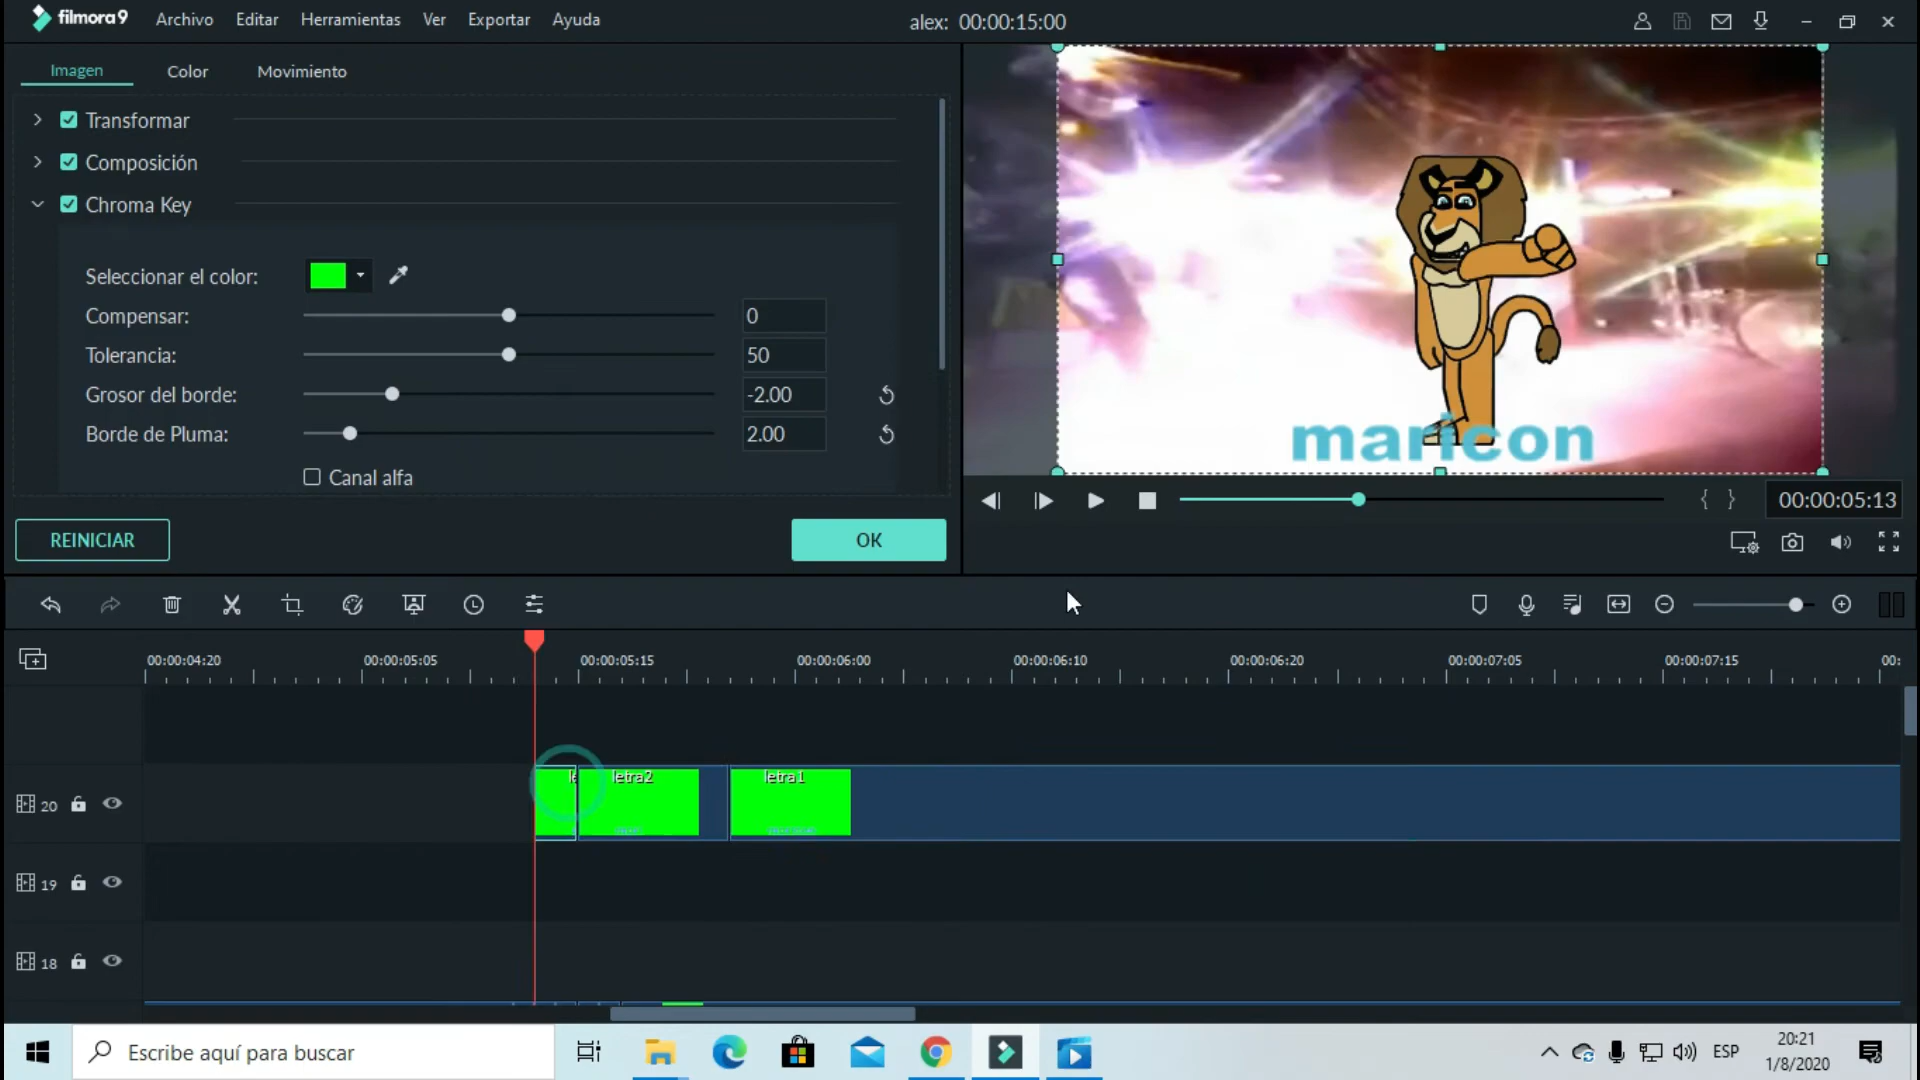 filmora9 Archivo Editar Herramientas Ver Exportar Ayuda alex: 00:00:15:00
Imagen Color Movimiento
Transformar
Composición
Chroma Key
Seleccionar el color:
Compensar: 0
Tolerancia: 50
Grosor del borde: -2.00
Borde de Pluma: 2.00
Canal alfa
REINICIAR OK
maricon
{ } 00:00:05:13
00:00:04:20 00:00:05:05 00:00:05:15 00:00:06:00 00:00:06:10 00:00:06:20 00:00:07:05 00:00:07:15 00:
letra2 letra1
20
19
18
Escribe aquí para buscar
ESP
20:21
1/8/2020